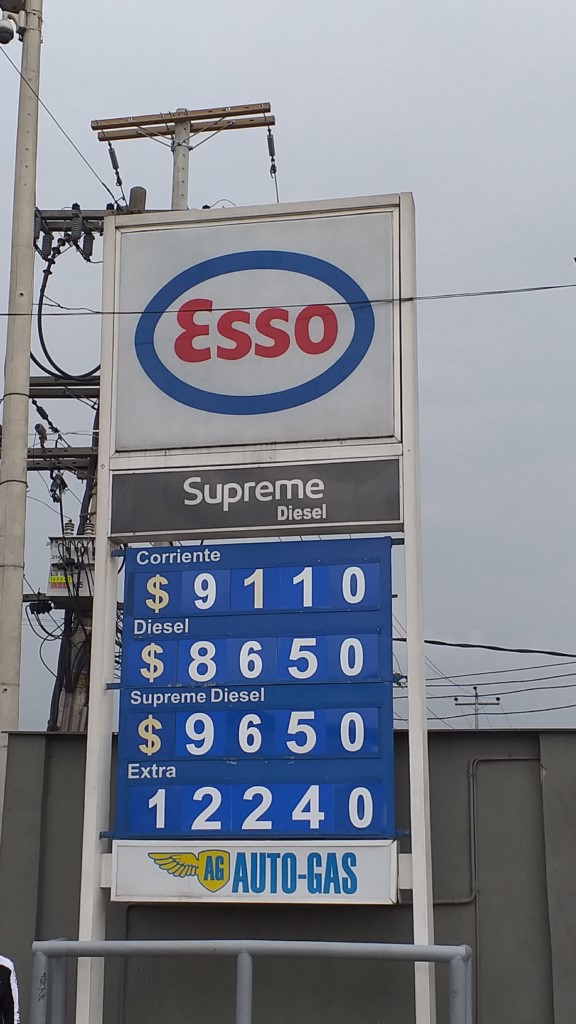 Esso
Supreme
Diesel
Corriente
$ 9110
Diesel
$ 8650
Supreme Diesel
$ 9650
Extra
12240
AG AUTO-GAS